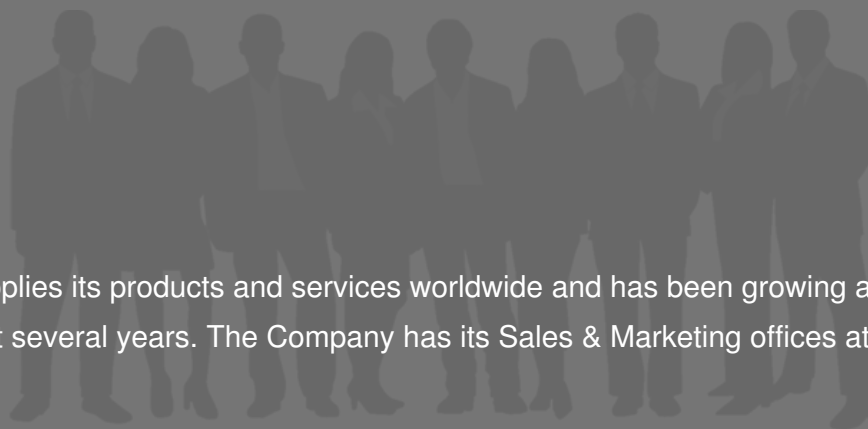 plies its products and services worldwide and has been growing a
t several years. The Company has its Sales & Marketing offices at